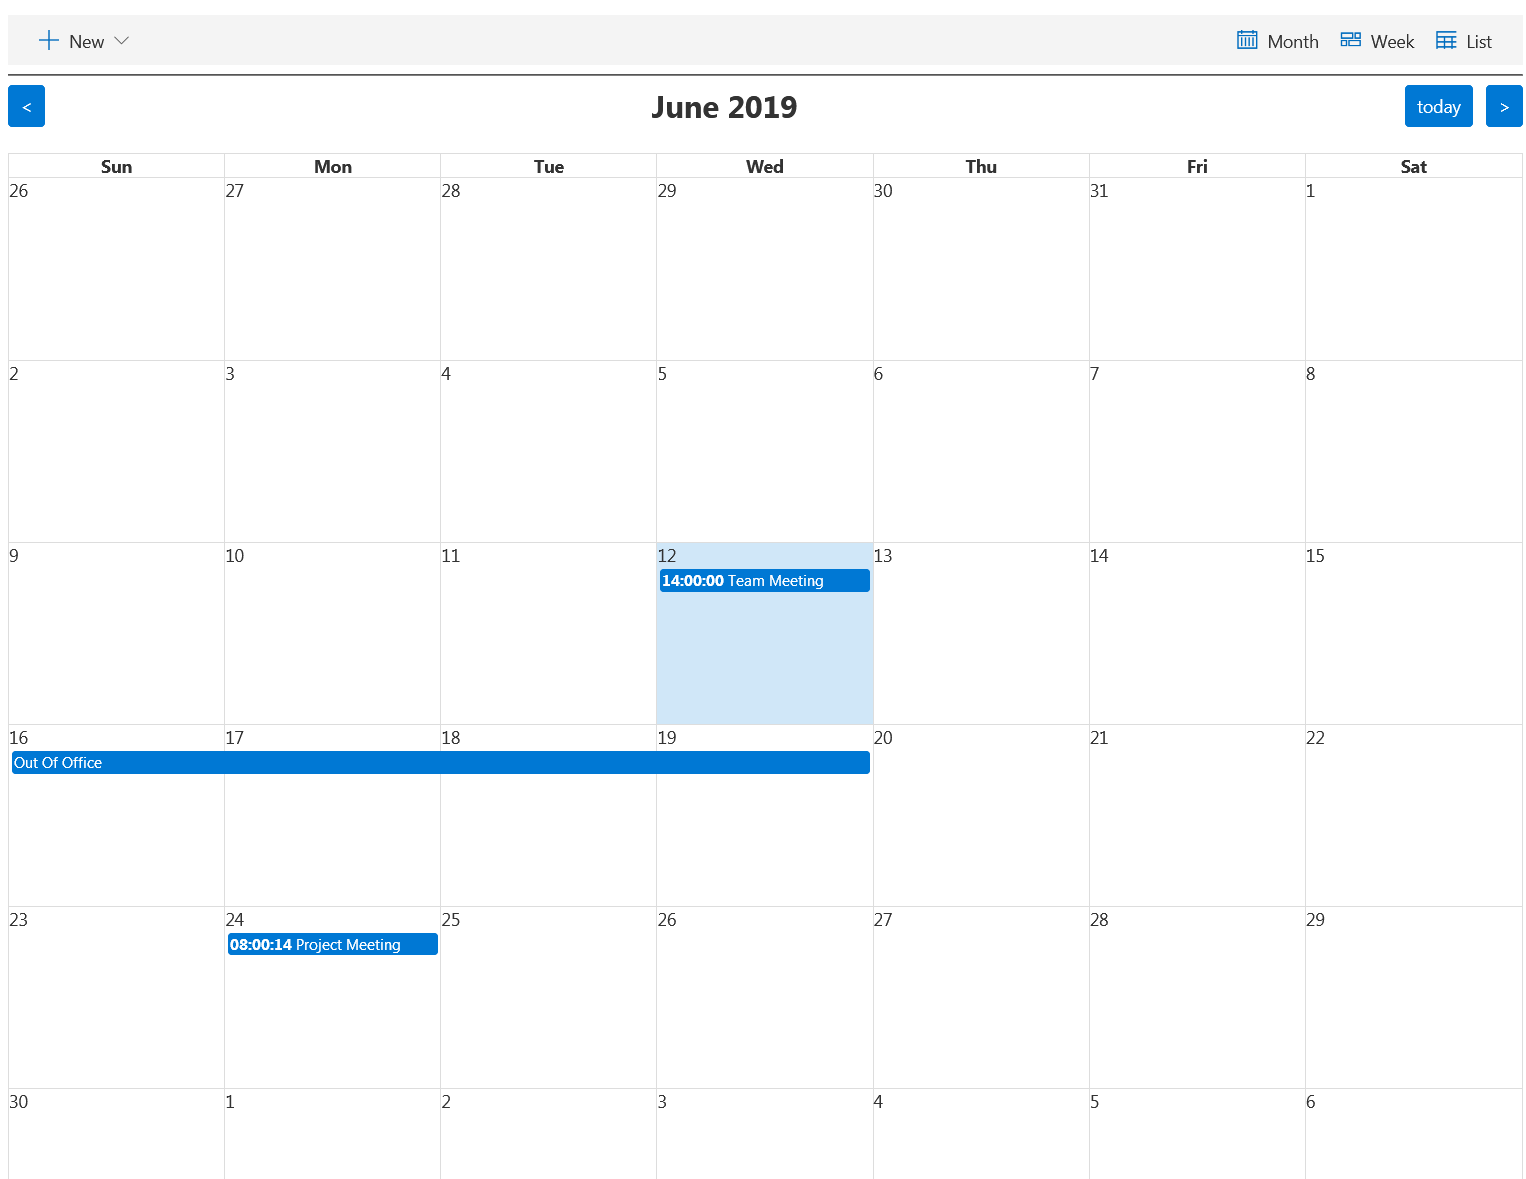 New Month Week List
< June 2019 today >
Sun Mon Tue Wed Thu Fri Sat
26 27 28 29 30 31 1
2 3 4 5 6 7 8
9 10 11 12 13 14 15
14:00:00 Team Meeting
16 17 18 19 20 21 22
Out Of Office
23 24 25 26 27 28 29
08:00:14 Project Meeting
30 1 2 3 4 5 6